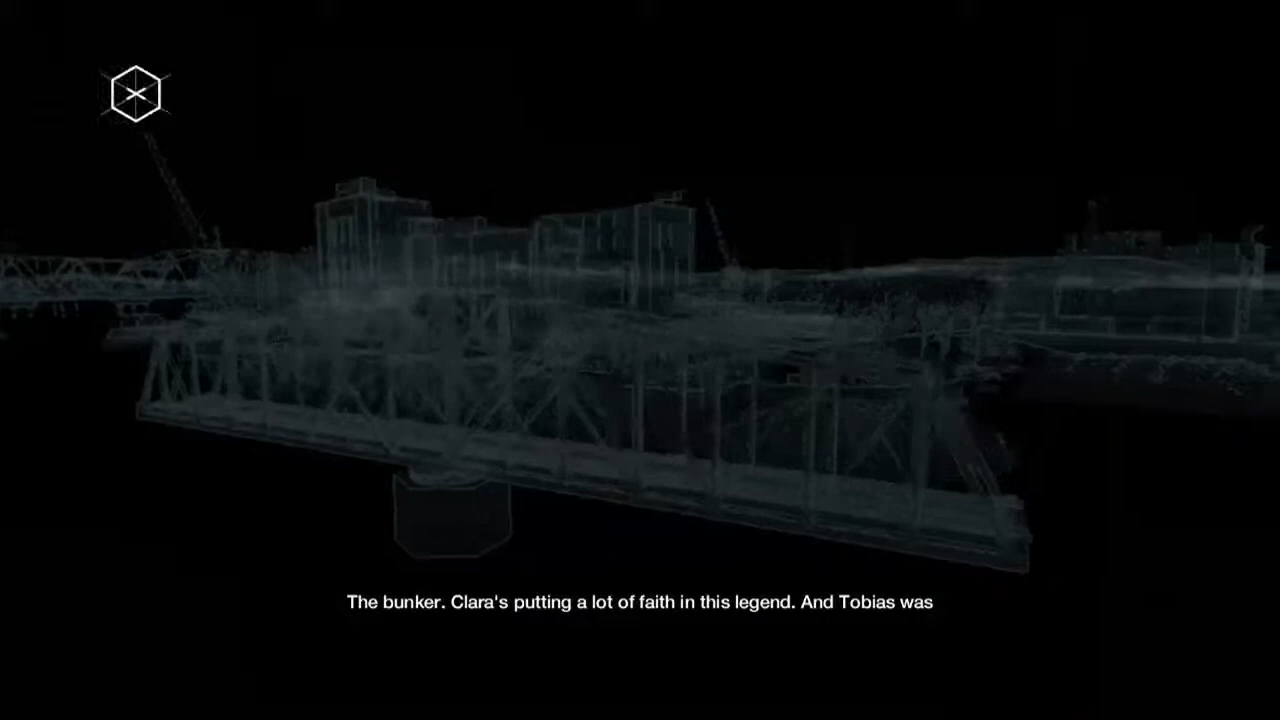 The bunker. Clara's putting a lot of faith in this legend. And Tobias was